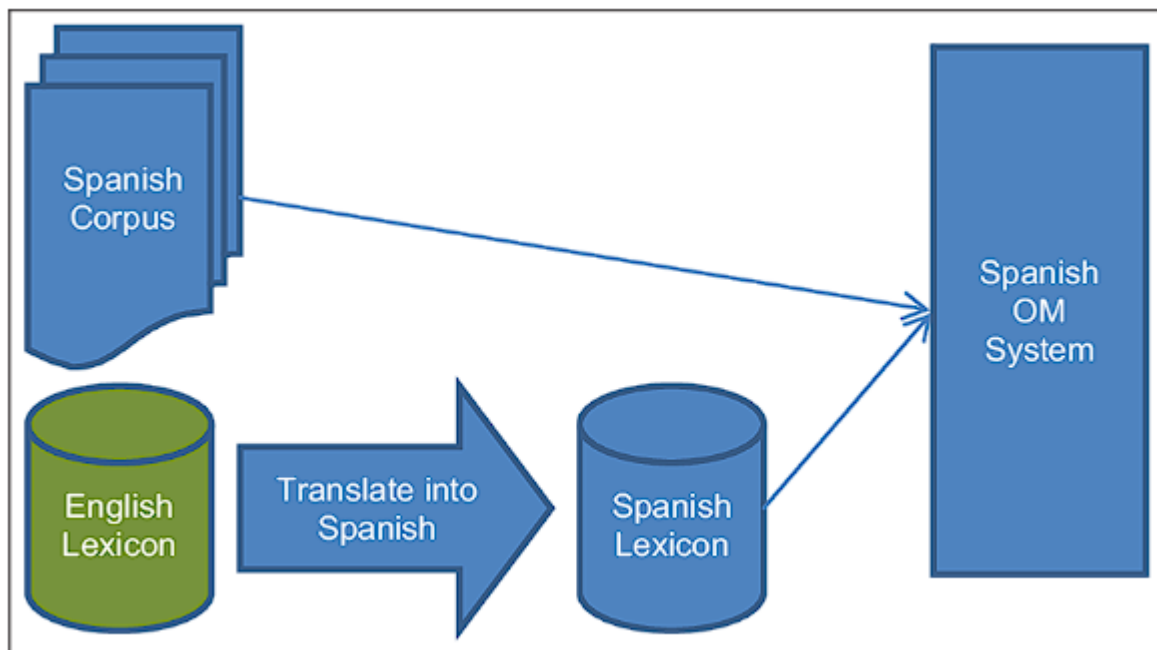 Spanish
Corpus
Spanish
OM
System
English
Lexicon
Translate into
Spanish
Spanish
Lexicon